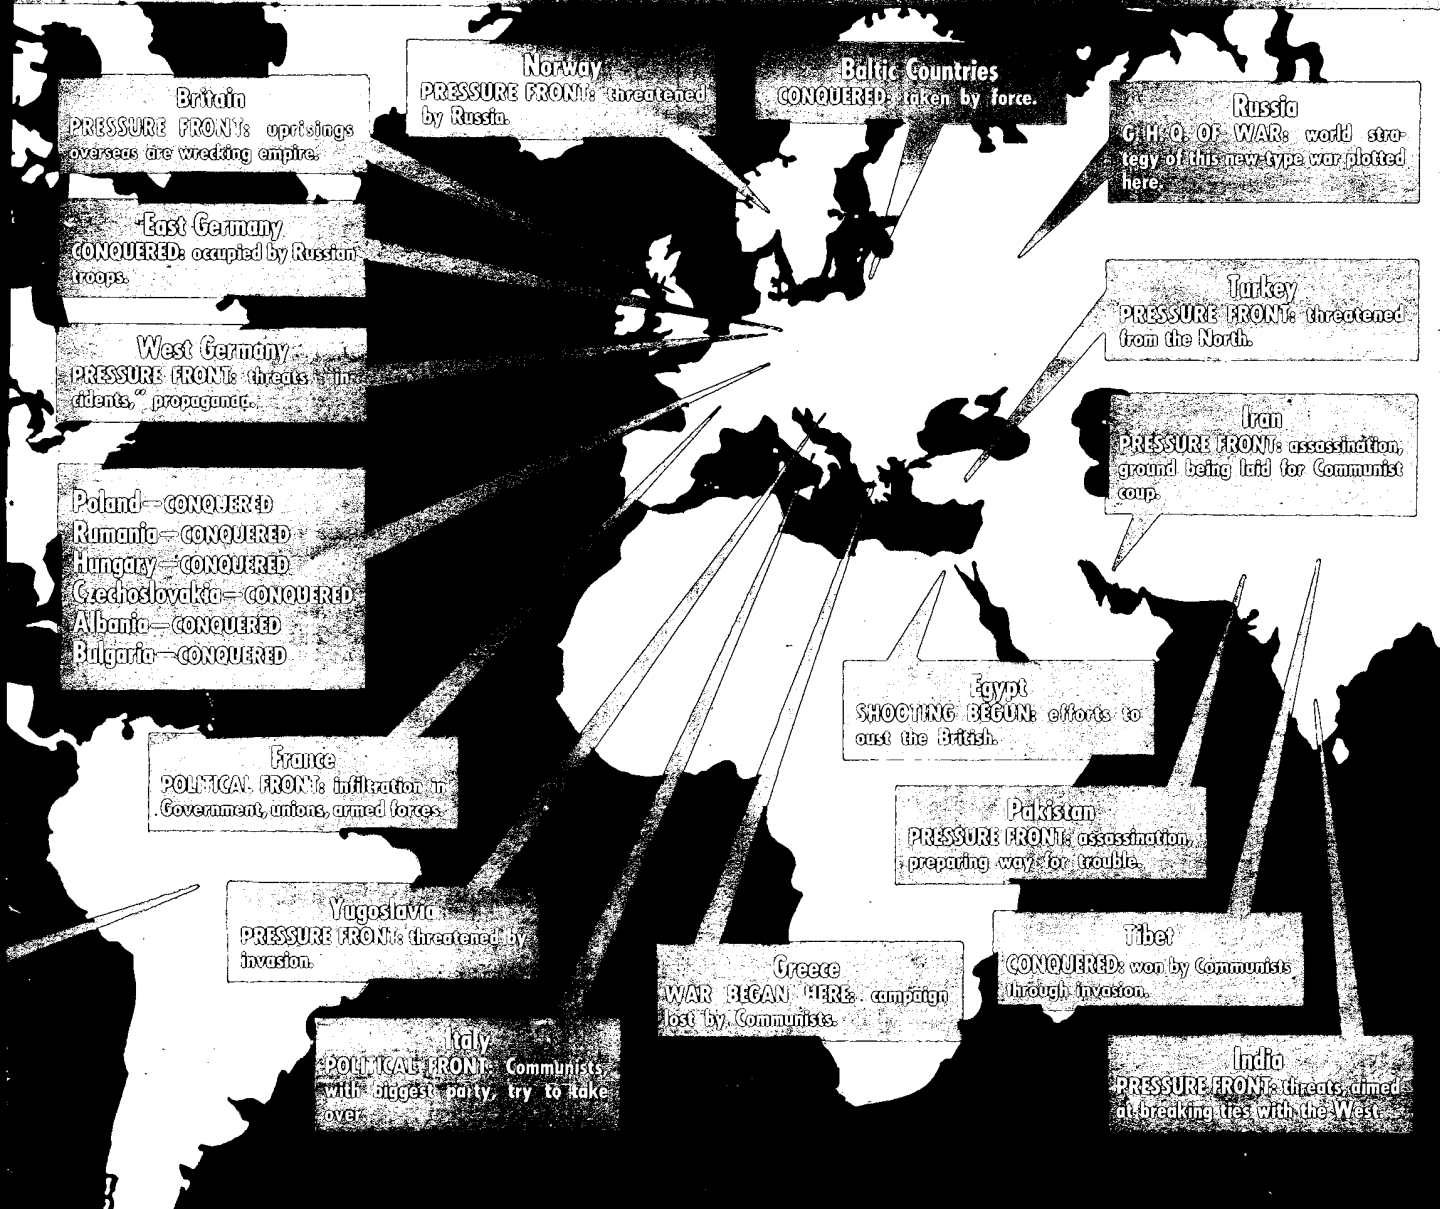 Norway
PRESSURE FRONT: threatened
by Russia.
Baltic Countries
CONQUERED: taken by force.
Britain
PRESSURE FRONT: uprisings
overseas are wrecking empire.
Russia
G. H. Q. OF WAR: world stra-
tegy of this new-type war plotted
here.
East Germany
CONQUERED: occupied by Russian
troops.
Turkey
PRESSURE FRONT: threatened
from the North.
West Germany
PRESSURE FRONT: threats "in-
cidents," propaganda.
Iran
PRESSURE FRONT: assassination,
ground being laid for Communist
coup.
Poland—CONQUERED
Rumania—CONQUERED
Hungary—CONQUERED
Czechoslovakia—CONQUERED
Albania—CONQUERED
Bulgaria—CONQUERED
Egypt
SHOOTING BEGUN: efforts to
oust the British.
France
POLITICAL FRONT: infiltration in
Government, unions, armed forces.
Pakistan
PRESSURE FRONT: assassination,
preparing way for trouble.
Yugoslavia
PRESSURE FRONT: threatened by
invasion.
Greece
WAR BEGAN HERE: campaign
lost by Communists.
Tibet
CONQUERED: won by Communists
through invasion.
Italy
POLITICAL FRONT: Communists,
with biggest party, try to take
over.
India
PRESSURE FRONT: threats, aimed
at breaking ties with the West.